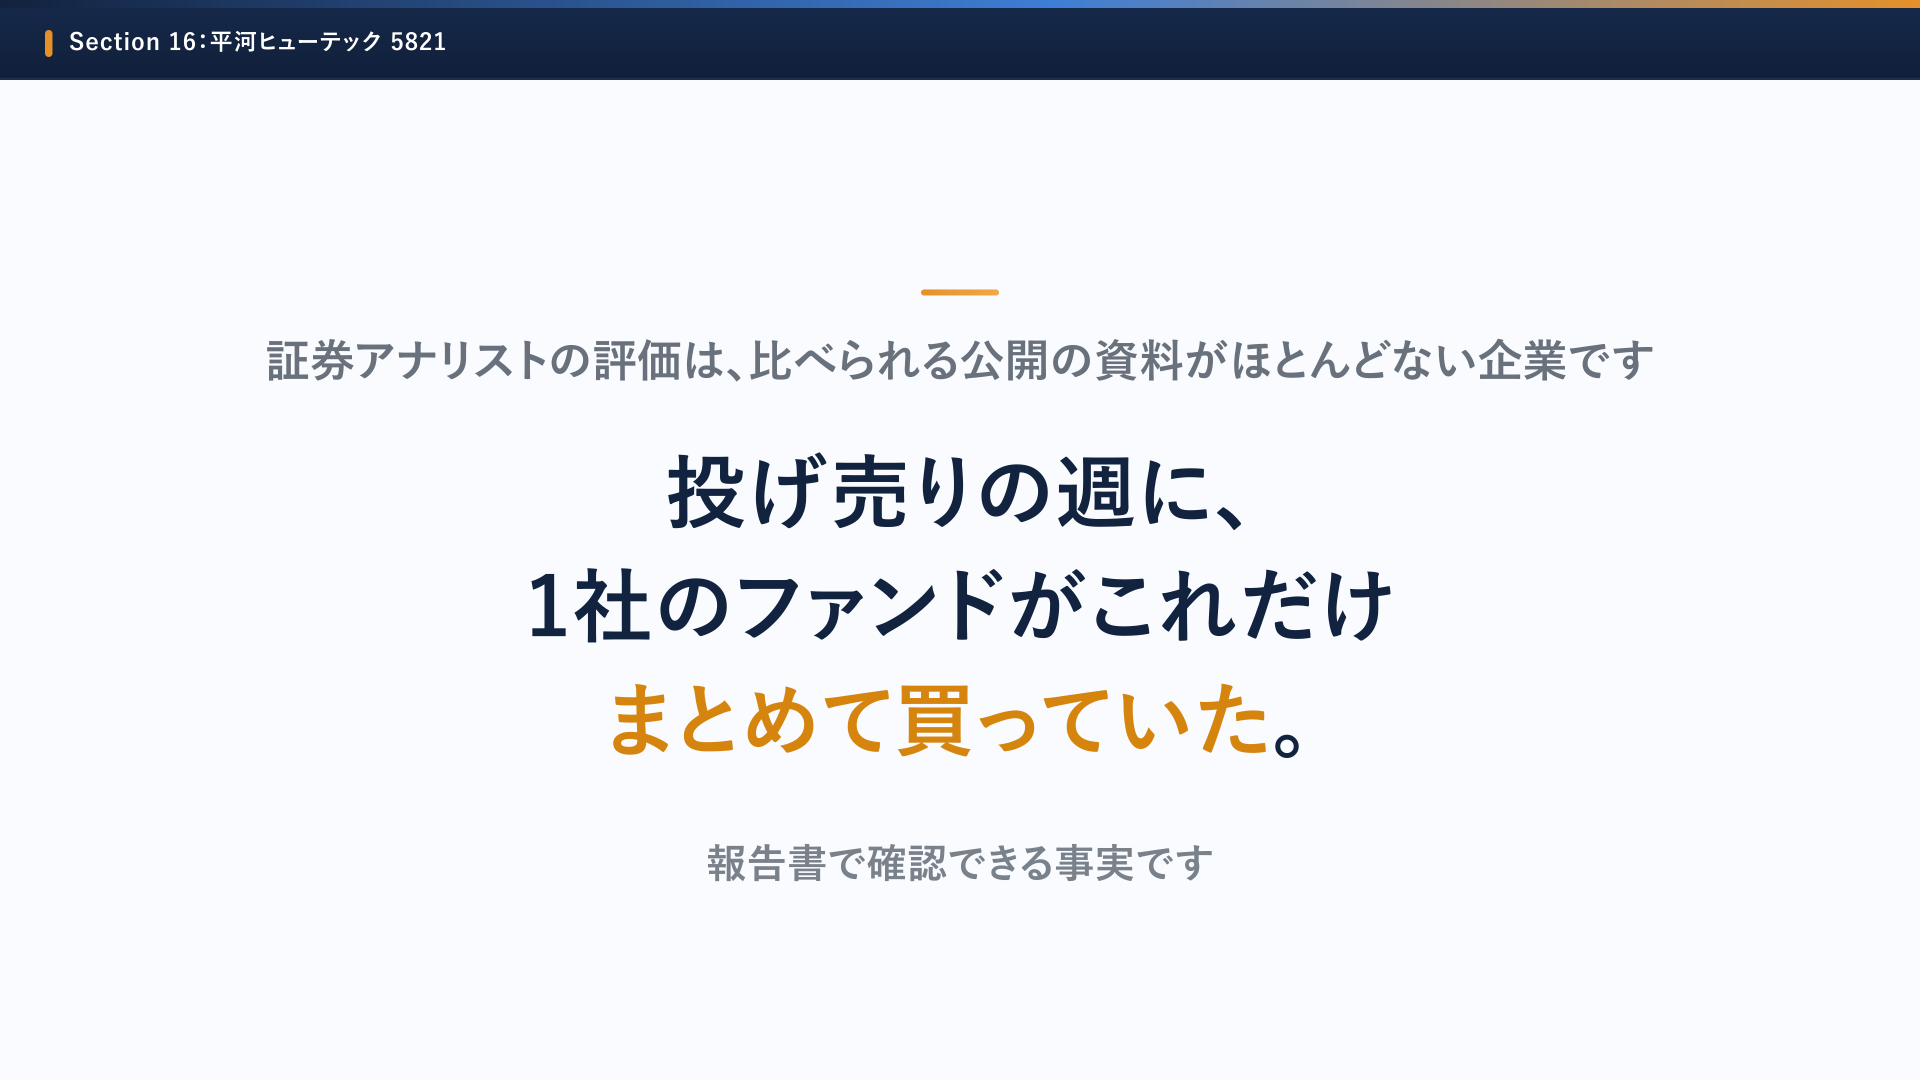 Section 16：平河ヒューテック 5821
証券アナリストの評価は、比べられる公開の資料がほとんどない企業です
投げ売りの週に、
1社のファンドがこれだけ
まとめて買っていた。
報告書で確認できる事実です